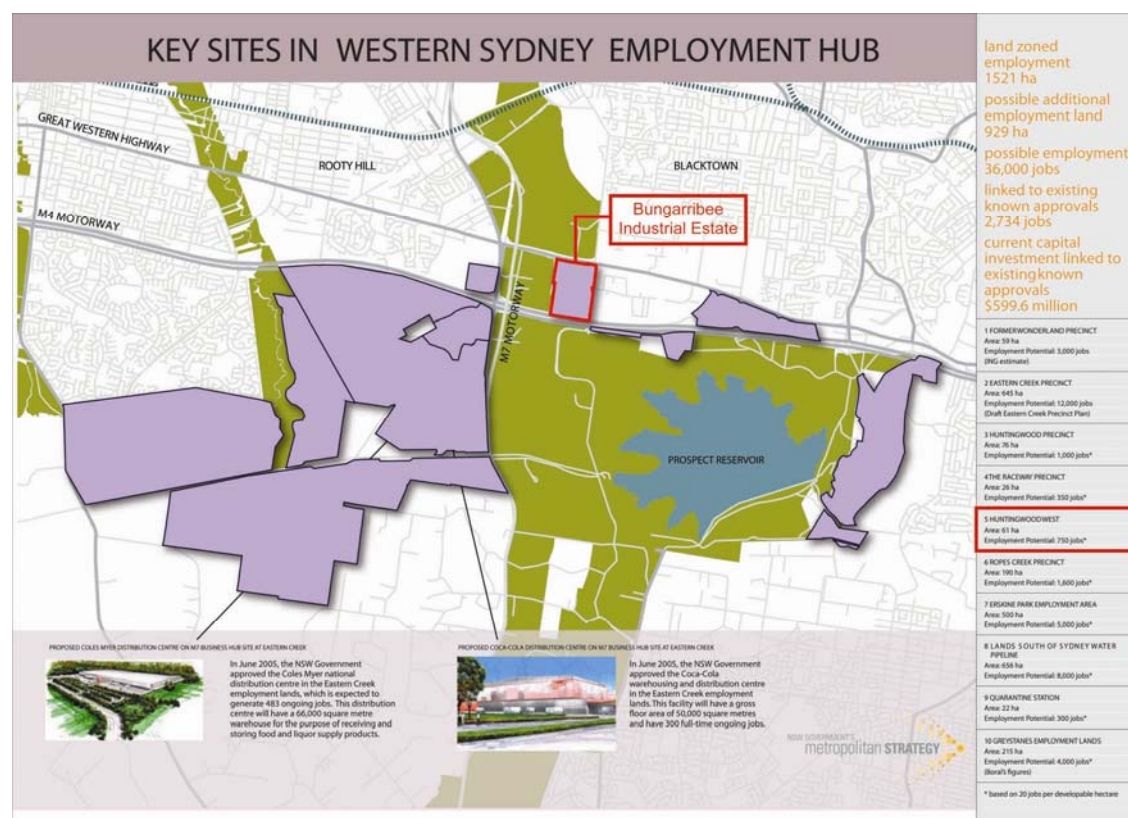 KEY SITES IN WESTERN SYDNEY EMPLOYMENT HUB
GREAT WESTERN HIGHWAY
ROOTY HILL
BLACKTOWN
M4 MOTORWAY
Bungarribee
Industrial Estate
M7 MOTORWAY
PROSPECT RESERVOIR
PROPOSED COLES MYER DISTRIBUTION CENTRE ON M7 BUSINESS HUB SITE AT EASTERN CREEK
In June 2005, the NSW Government
approved the Coles Myer national
distribution centre in the Eastern Creek
employment lands, which is expected to
generate 483 ongoing jobs. This distribution
centre will have a 66,000 square metre
warehouse for the purpose of receiving and
storing food and liquor supply products.
PROPOSED COCA-COLA DISTRIBUTION CENTRE ON M7 BUSINESS HUB SITE AT EASTERN CREEK
In June 2005, the NSW Government
approved the Coca-Cola
warehousing and distribution centre
in the Eastern Creek employment
lands. This facility will have a gross
floor area of 50,000 square metres
and have 300 full-time ongoing jobs.
NSW GOVERNMENT'S
metropolitan STRATEGY
land zoned
employment
1521 ha
possible additional
employment land
929 ha
possible employment
36,000 jobs
linked to existing
known approvals
2,734 jobs
current capital
investment linked to
existingknown
approvals
$599.6 million
1 FORMERWONDERLAND PRECINCT
Area: 59 ha
Employment Potential: 3,000 jobs
(ING estimate)
2 EASTERN CREEK PRECINCT
Area: 645 ha
Employment Potential: 12,000 jobs
(Draft Eastern Creek Precinct Plan)
3 HUNTINGWOOD PRECINCT
Area: 76 ha
Employment Potential: 1,000 jobs*
4 THE RACEWAY PRECINCT
Area: 26 ha
Employment Potential: 350 jobs*
5 HUNTINGWOOD WEST
Area: 61 ha
Employment Potential: 750 jobs*
6 ROPES CREEK PRECINCT
Area: 190 ha
Employment Potential: 1,600 jobs*
7 ERSKINE PARK EMPLOYMENT AREA
Area: 500 ha
Employment Potential: 5,000 jobs*
8 LANDS SOUTH OF SYDNEY WATER
PIPELINE
Area: 656 ha
Employment Potential: 8,000 jobs*
9 QUARANTINE STATION
Area: 22 ha
Employment Potential: 300 jobs*
10 GREYSTANES EMPLOYMENT LANDS
Area: 215 ha
Employment Potential: 4,000 jobs*
(Boral's figures)
* based on 20 jobs per developable hectare